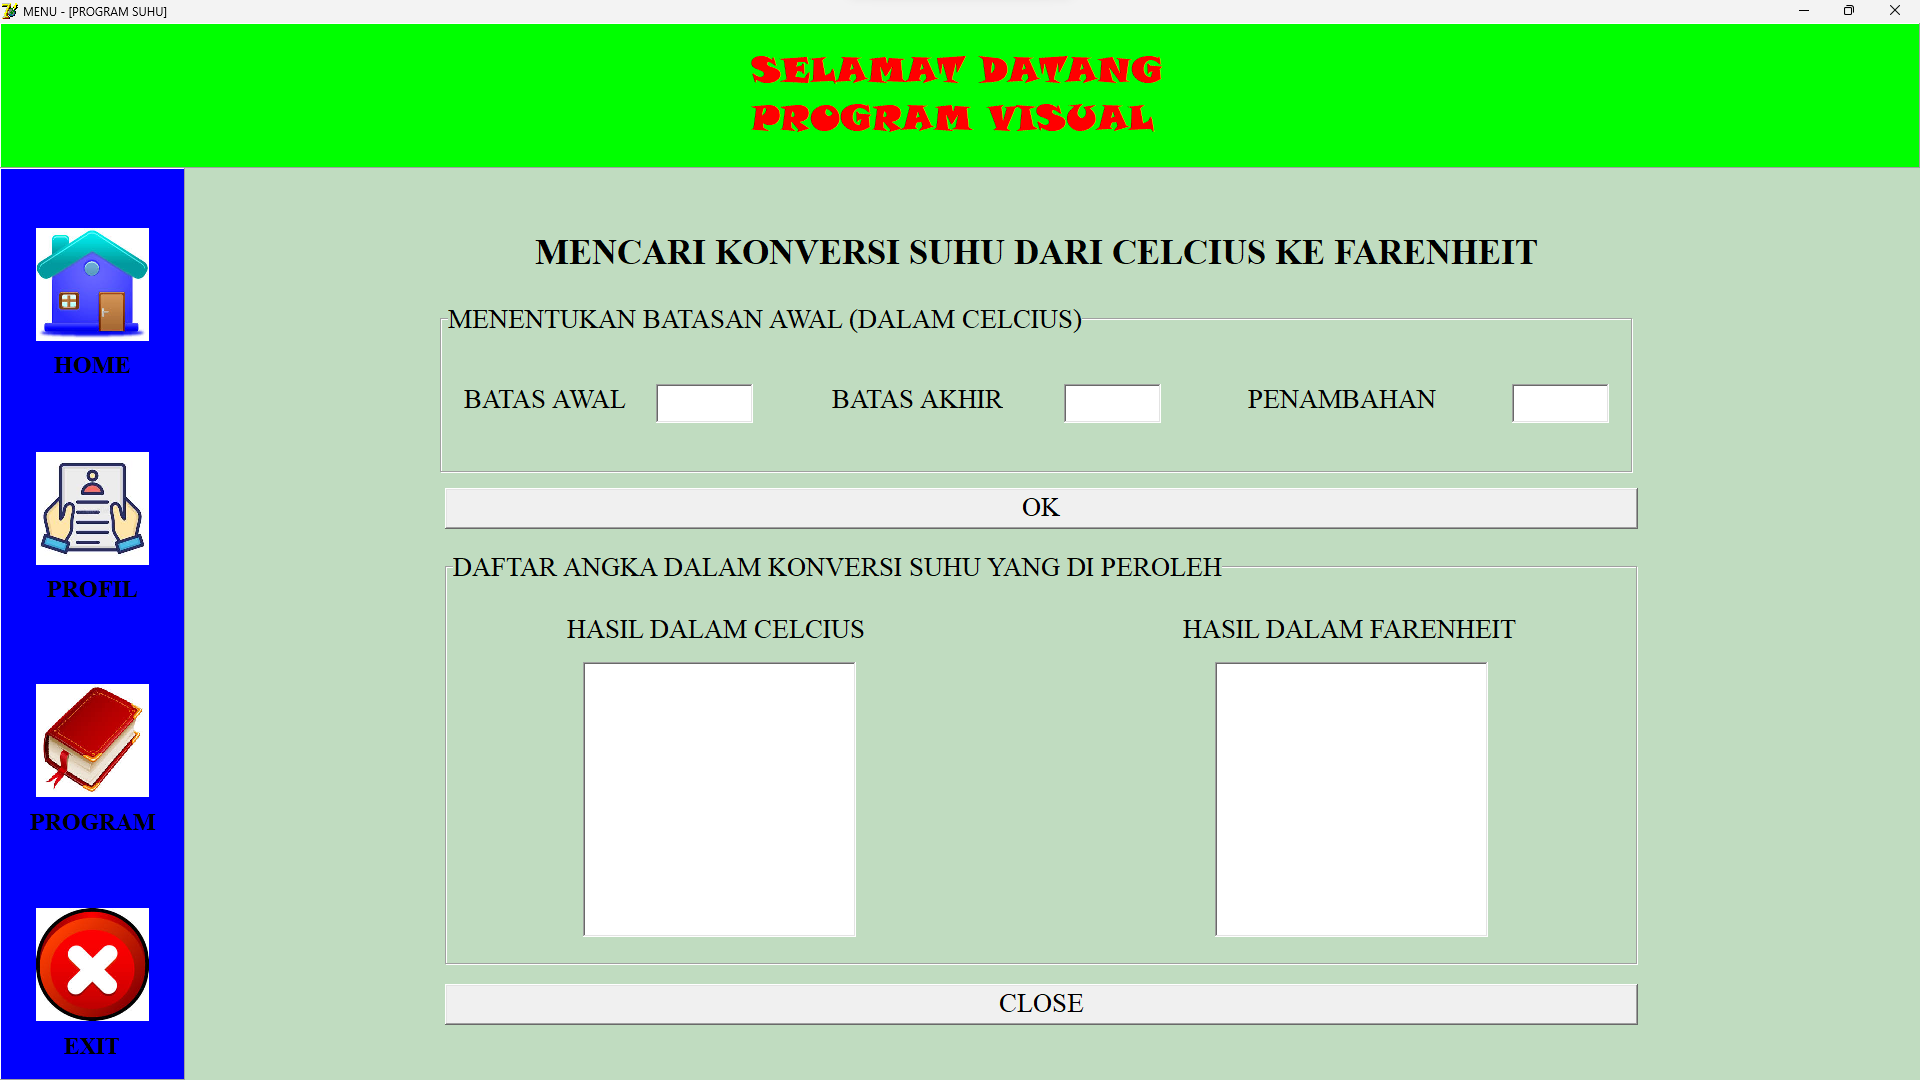 MENU - [PROGRAM SUHU]
SELAMAT DATANG
PROGRAM VISUAL
HOME
PROFIL
PROGRAM
EXIT
MENCARI KONVERSI SUHU DARI CELCIUS KE FARENHEIT
MENENTUKAN BATASAN AWAL (DALAM CELCIUS)
BATAS AWAL
BATAS AKHIR
PENAMBAHAN
OK
DAFTAR ANGKA DALAM KONVERSI SUHU YANG DI PEROLEH
HASIL DALAM CELCIUS
HASIL DALAM FARENHEIT
CLOSE